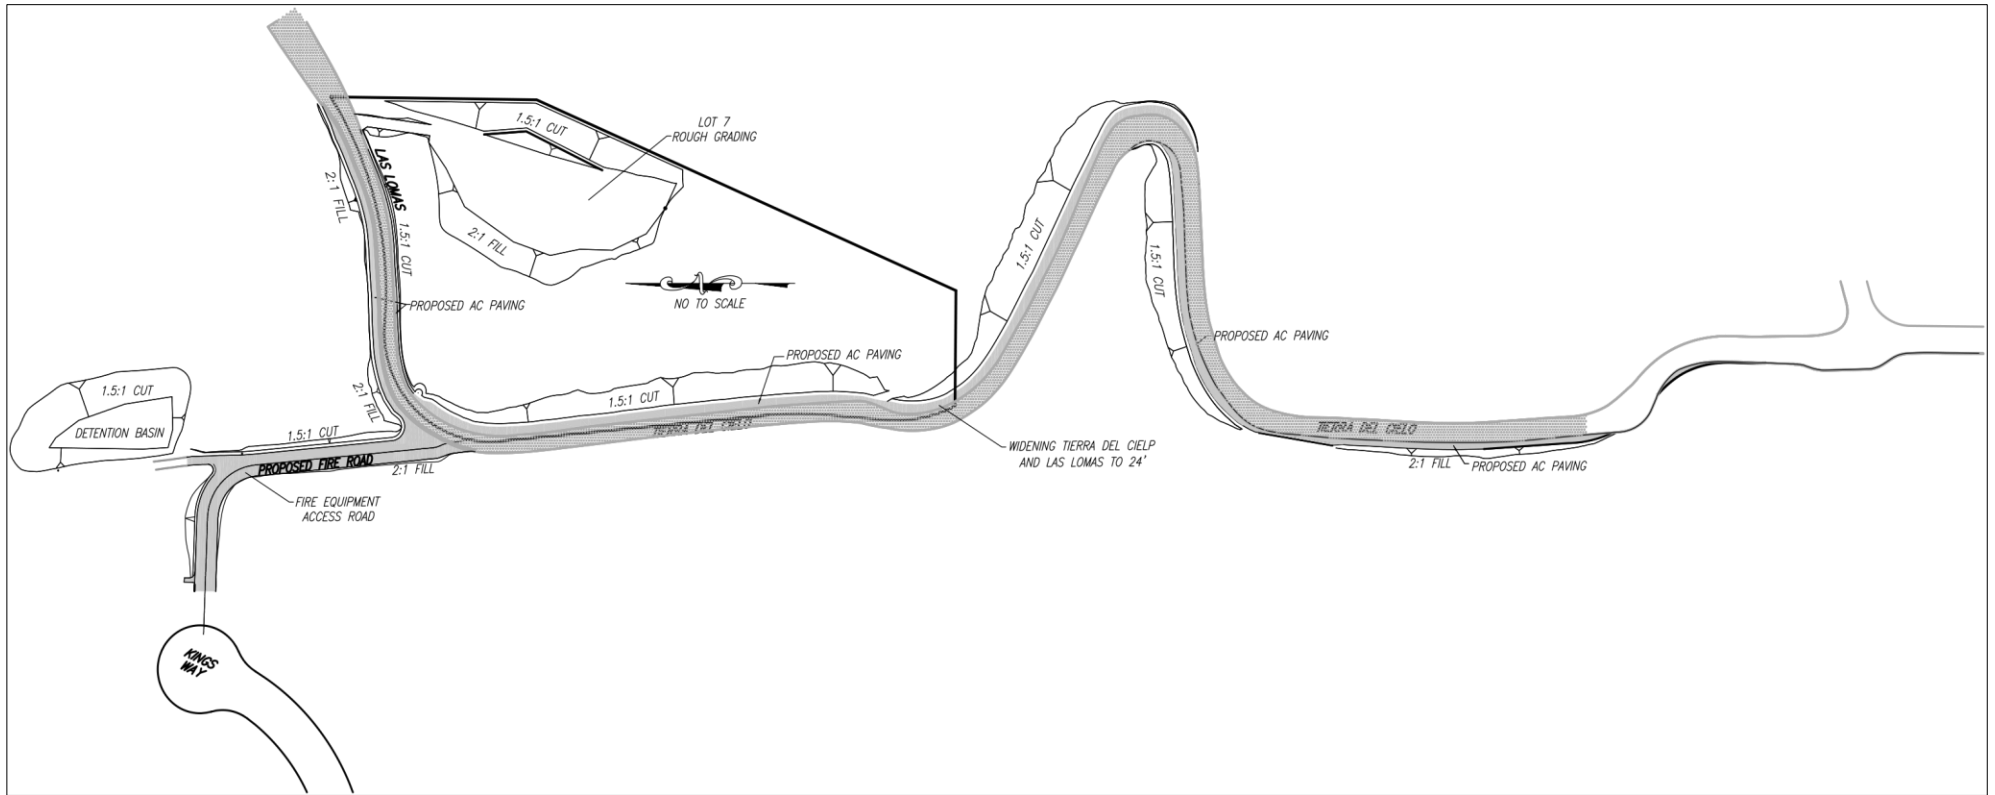 LOT 7
ROUGH GRADING
1.5:1 CUT
LAS LOMAS
2:1 FILL
1.5:1 CUT
2:1 FILL
1.5:1 CUT
1.5:1 CUT
N
NO TO SCALE
PROPOSED AC PAVING
PROPOSED AC PAVING
PROPOSED AC PAVING
1.5:1 CUT
DETENTION BASIN
2:1 FILL
1.5:1 CUT
1.5:1 CUT
TIERRA DEL CIELO
TIERRA DEL CIELO
WIDENING TIERRA DEL CIELP
AND LAS LOMAS TO 24'
PROPOSED FIRE ROAD
2:1 FILL
2:1 FILL
PROPOSED AC PAVING
FIRE EQUIPMENT
ACCESS ROAD
KINGS
WAY